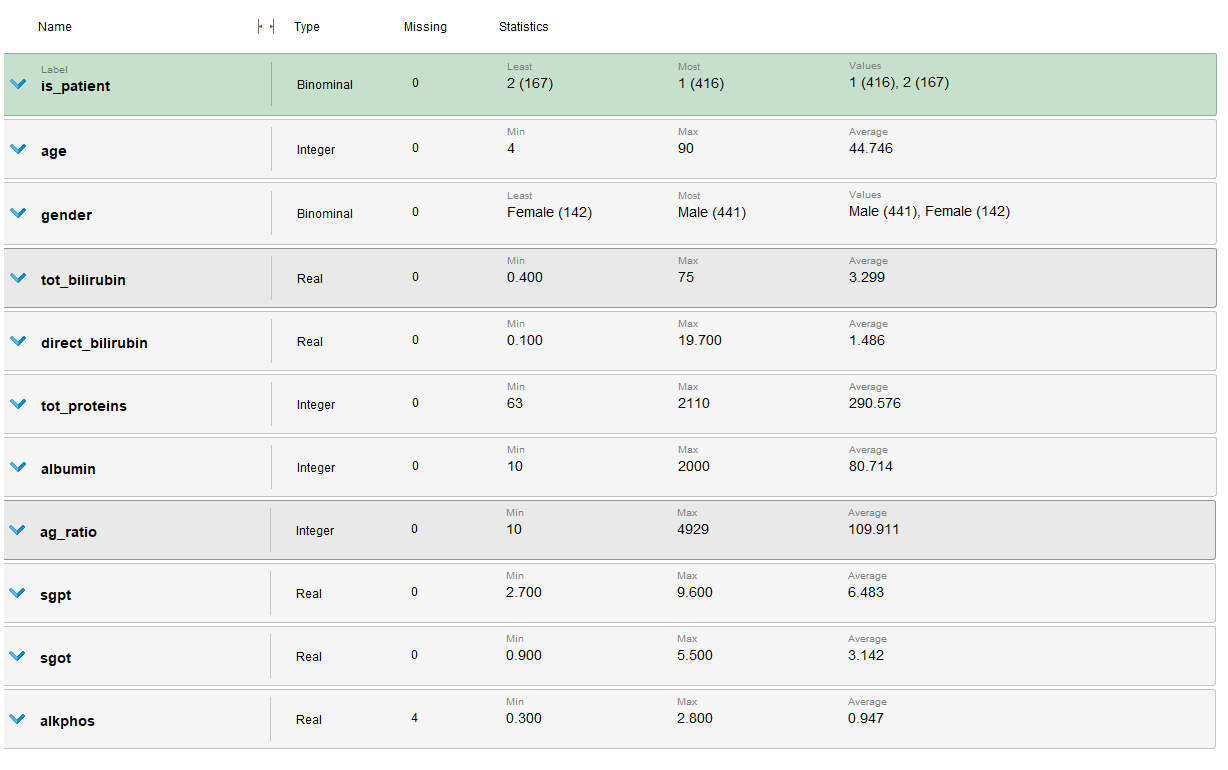 Name Type Missing Statistics
Label Least Most Values
is_patient Binominal 0 2 (167) 1 (416) 1 (416), 2 (167)
Min Max Average
age Integer 0 4 90 44.746
Least Most Values
gender Binominal 0 Female (142) Male (441) Male (441), Female (142)
Min Max Average
tot_bilirubin Real 0 0.400 75 3.299
Min Max Average
direct_bilirubin Real 0 0.100 19.700 1.486
Min Max Average
tot_proteins Integer 0 63 2110 290.576
Min Max Average
albumin Integer 0 10 2000 80.714
Min Max Average
ag_ratio Integer 0 10 4929 109.911
Min Max Average
sgpt Real 0 2.700 9.600 6.483
Min Max Average
sgot Real 0 0.900 5.500 3.142
Min Max Average
alkphos Real 4 0.300 2.800 0.947